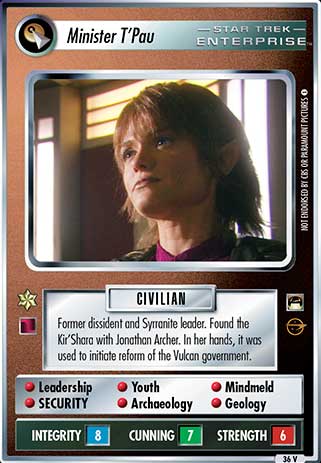 Minister T'Pau
STAR TREK
ENTERPRISE™
NOT ENDORSED BY CBS OR PARAMOUNT PICTURES
CIVILIAN
Former dissident and Syrranite leader. Found the
Kir'Shara with Jonathan Archer. In her hands, it was
used to initiate reform of the Vulcan government.
Leadership Youth Mindmeld
SECURITY Archaeology Geology
INTEGRITY 8 CUNNING 7 STRENGTH 6
36 V